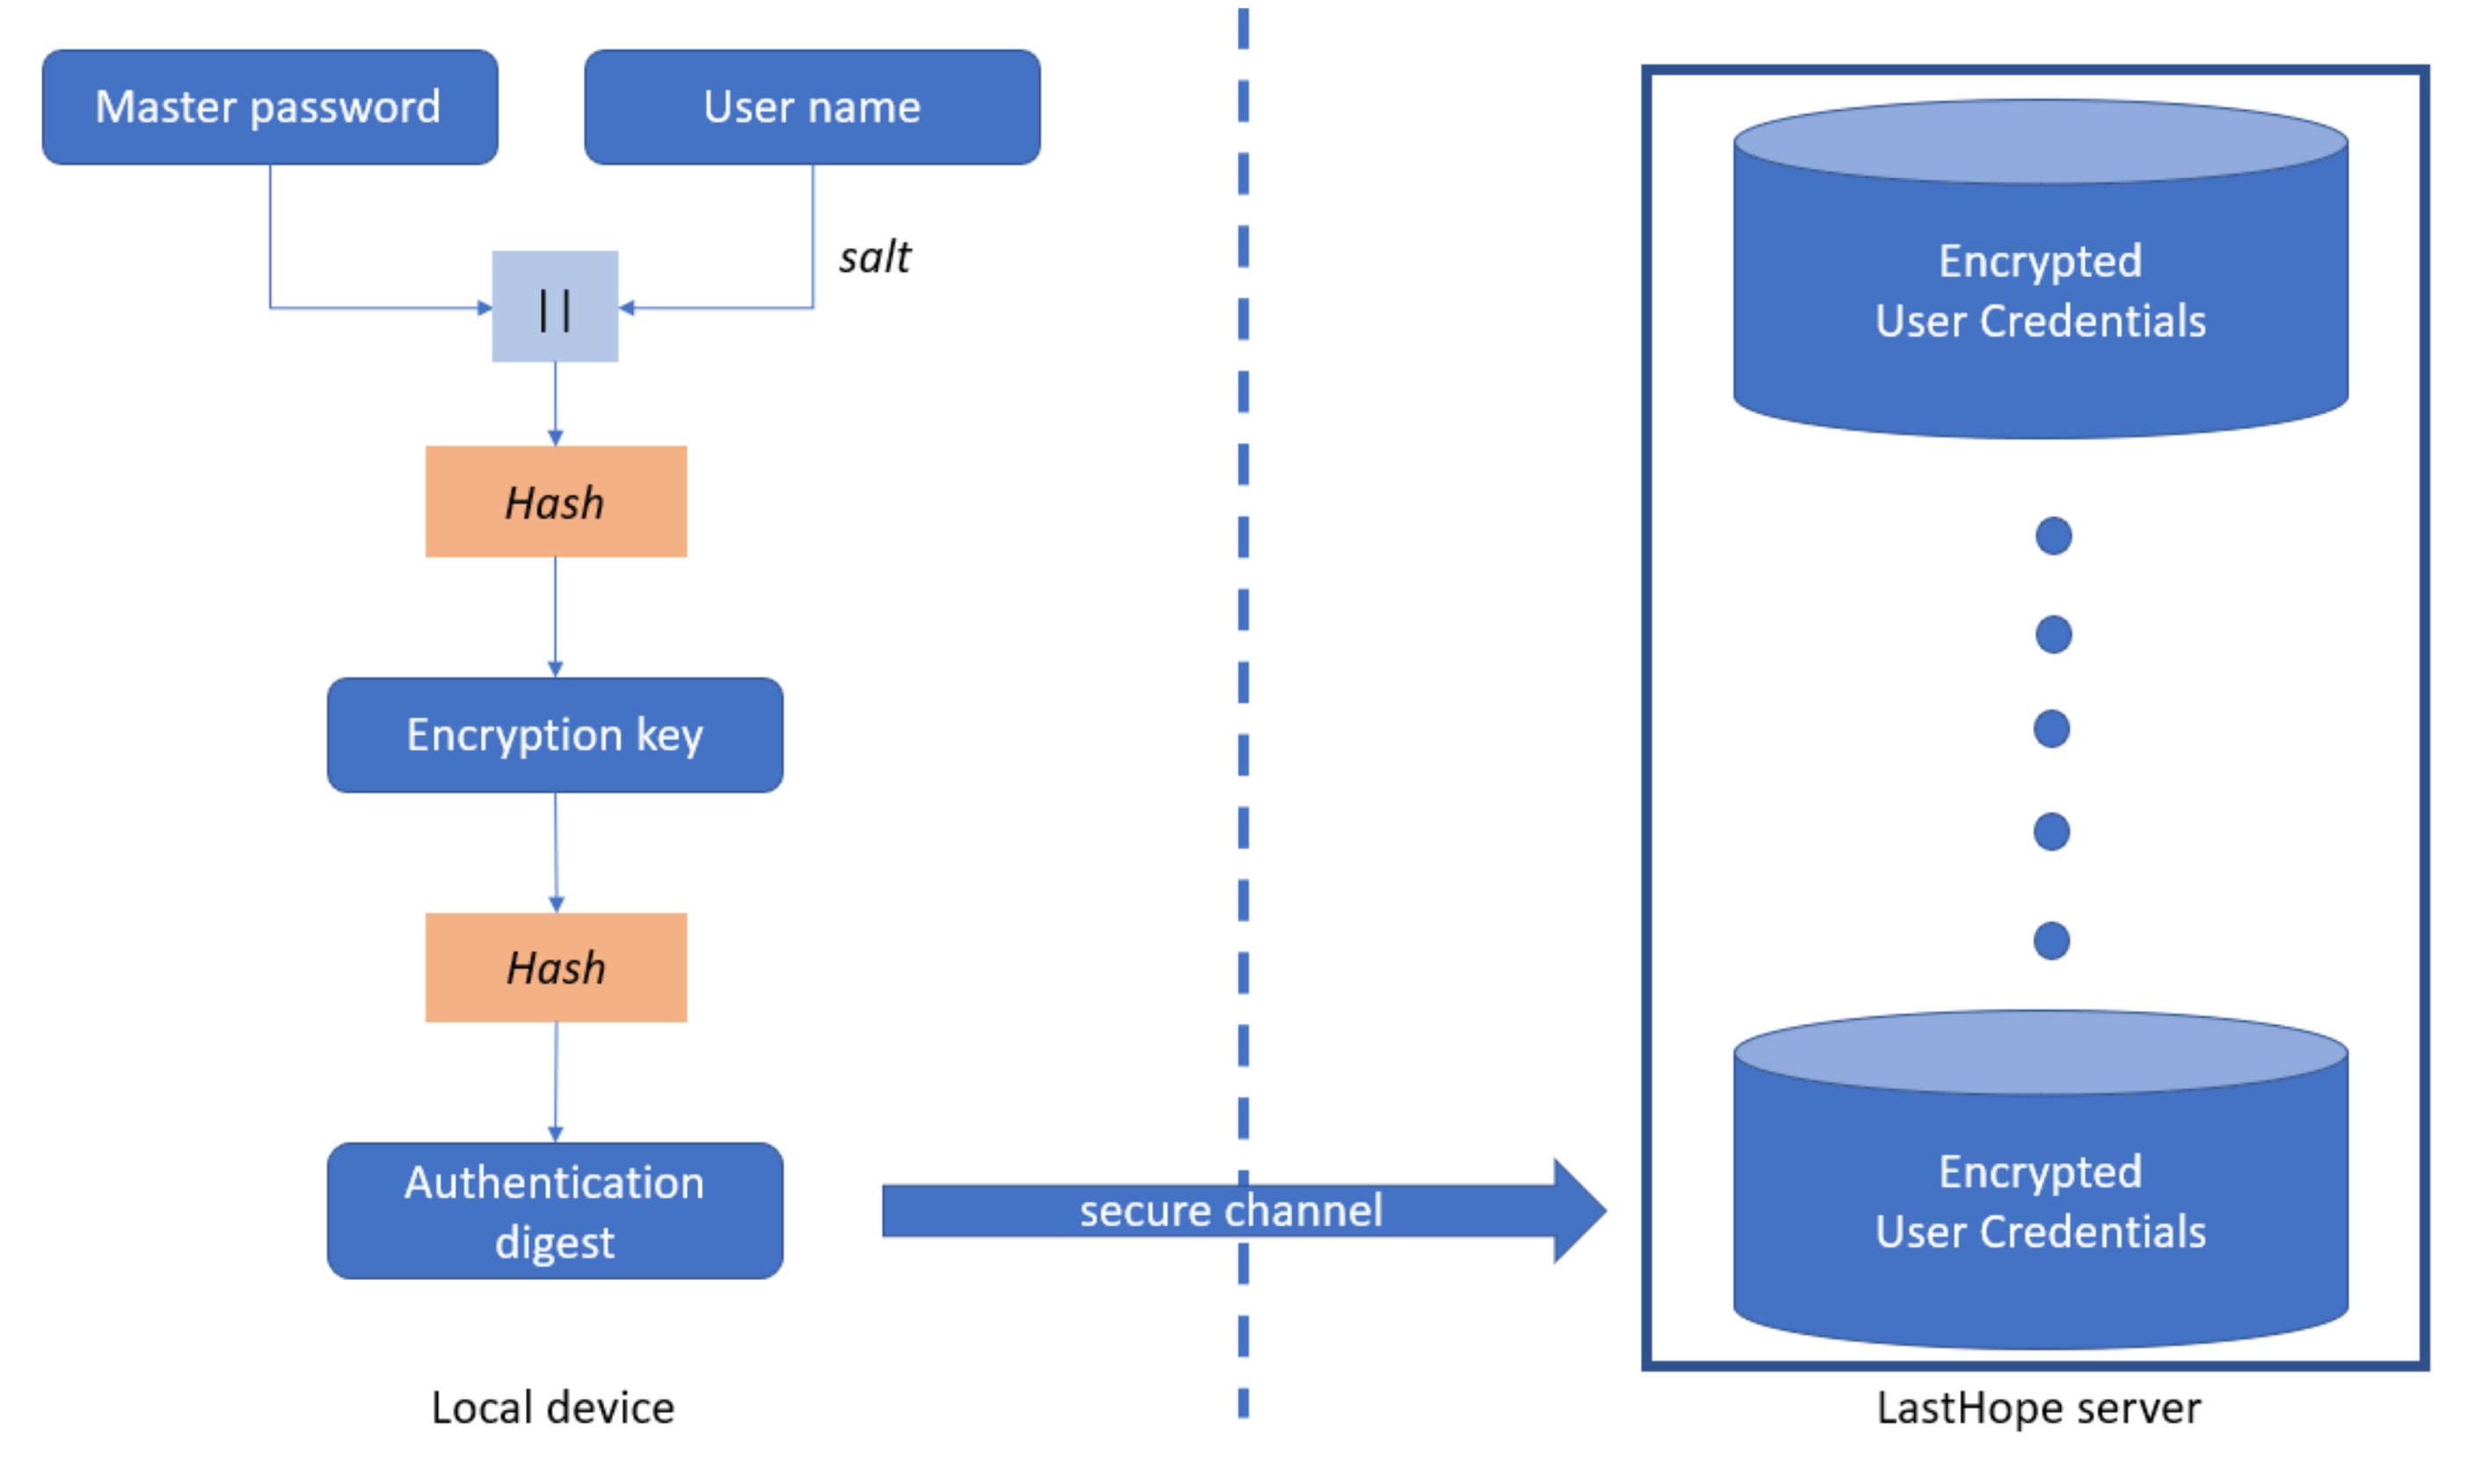 Master password
User name
salt
||
Hash
Encryption key
Hash
Authentication
digest
secure channel
Local device
Encrypted
User Credentials
Encrypted
User Credentials
LastHope server